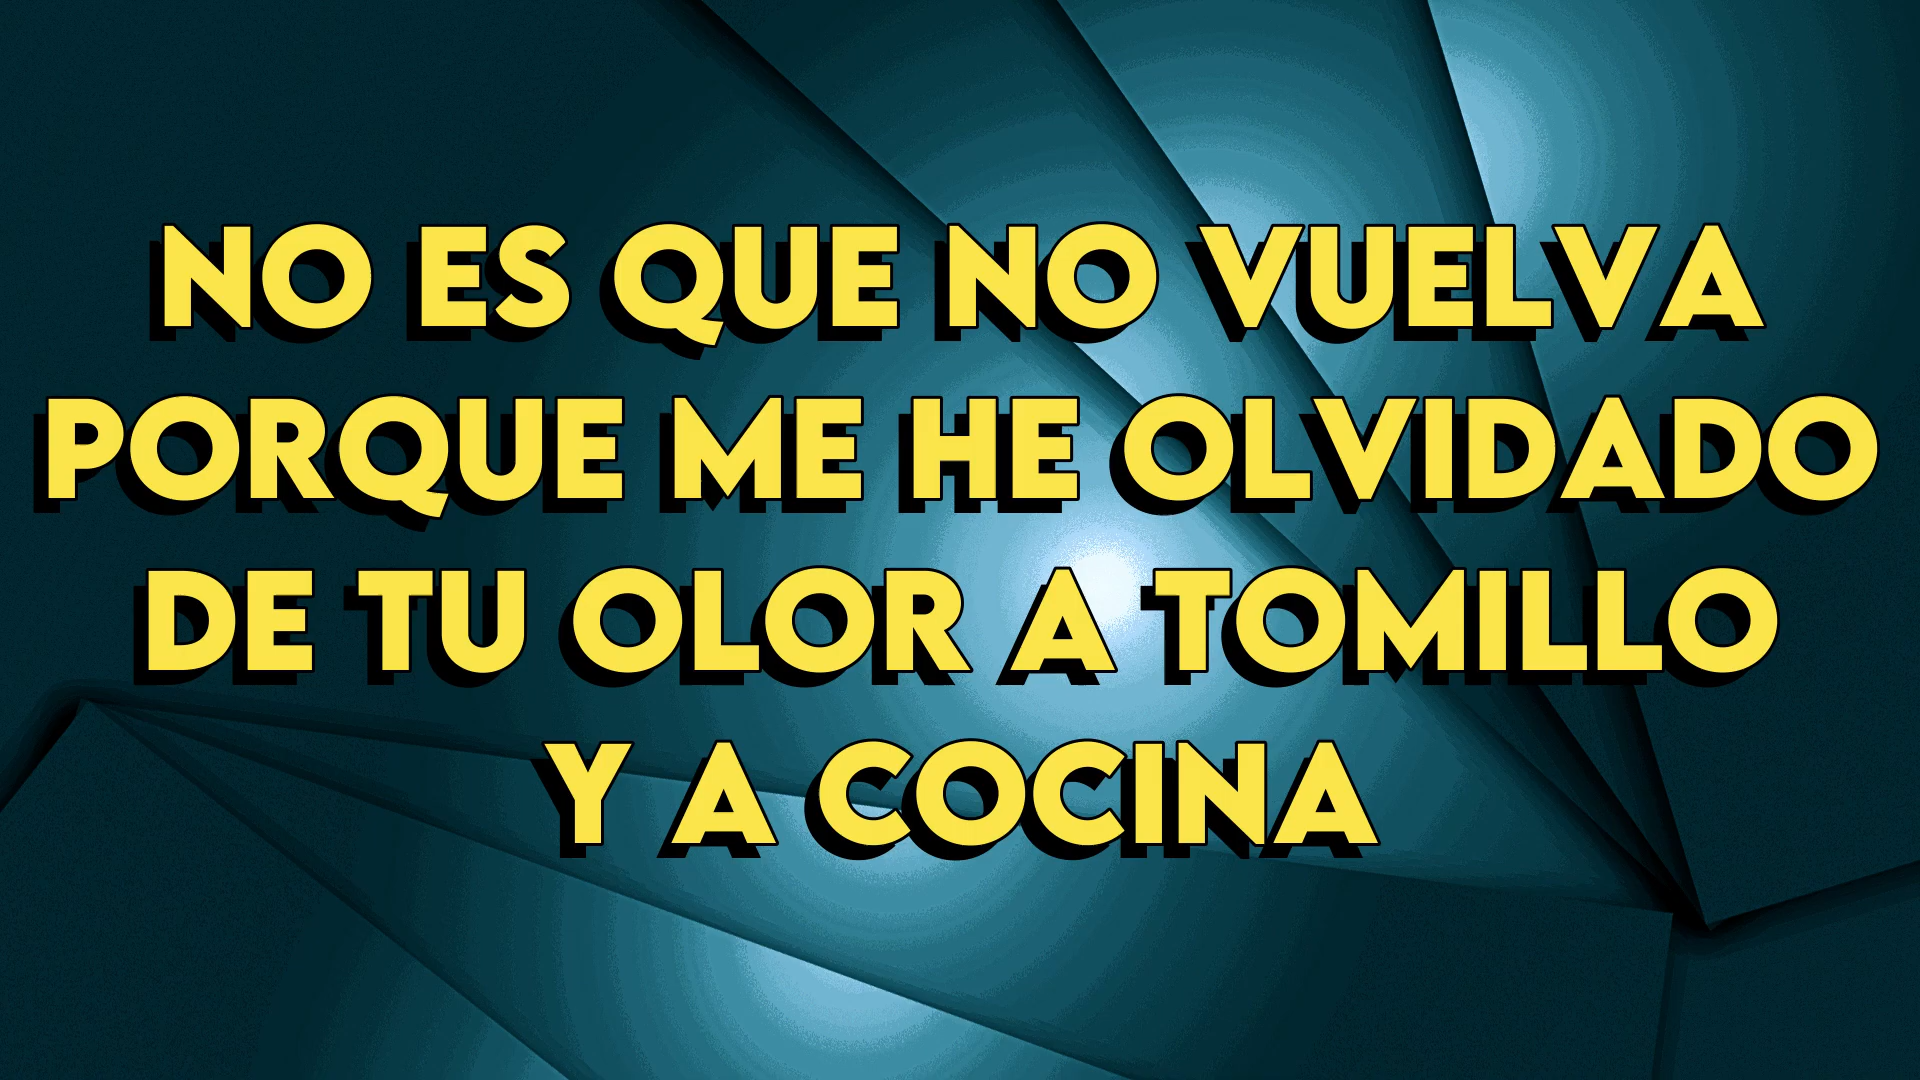 NO ES QUE NO VUELVA
PORQUE ME HE OLVIDADO
DE TU OLOR A TOMILLO
Y A COCINA